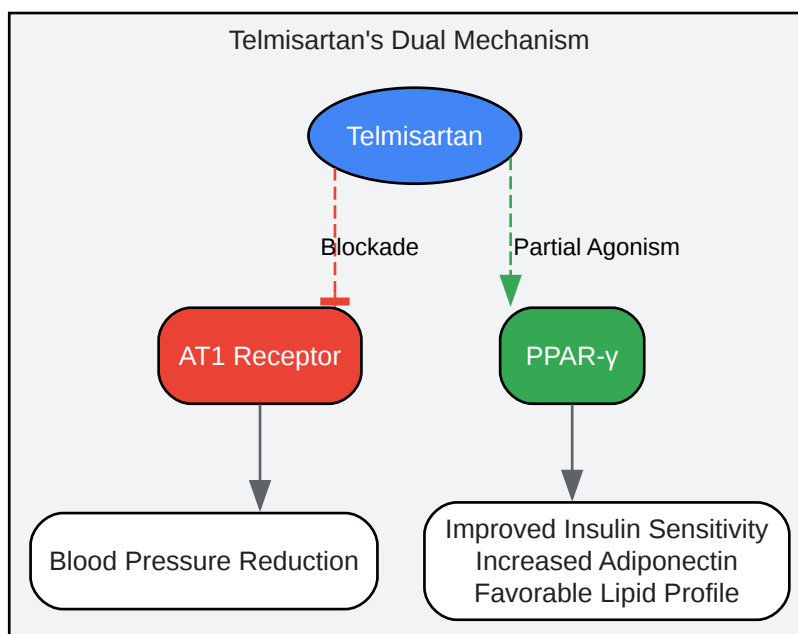 Telmisartan's Dual Mechanism
Telmisartan
Blockade
Partial Agonism
AT1 Receptor
PPAR-γ
Blood Pressure Reduction
Improved Insulin Sensitivity
Increased Adiponectin
Favorable Lipid Profile